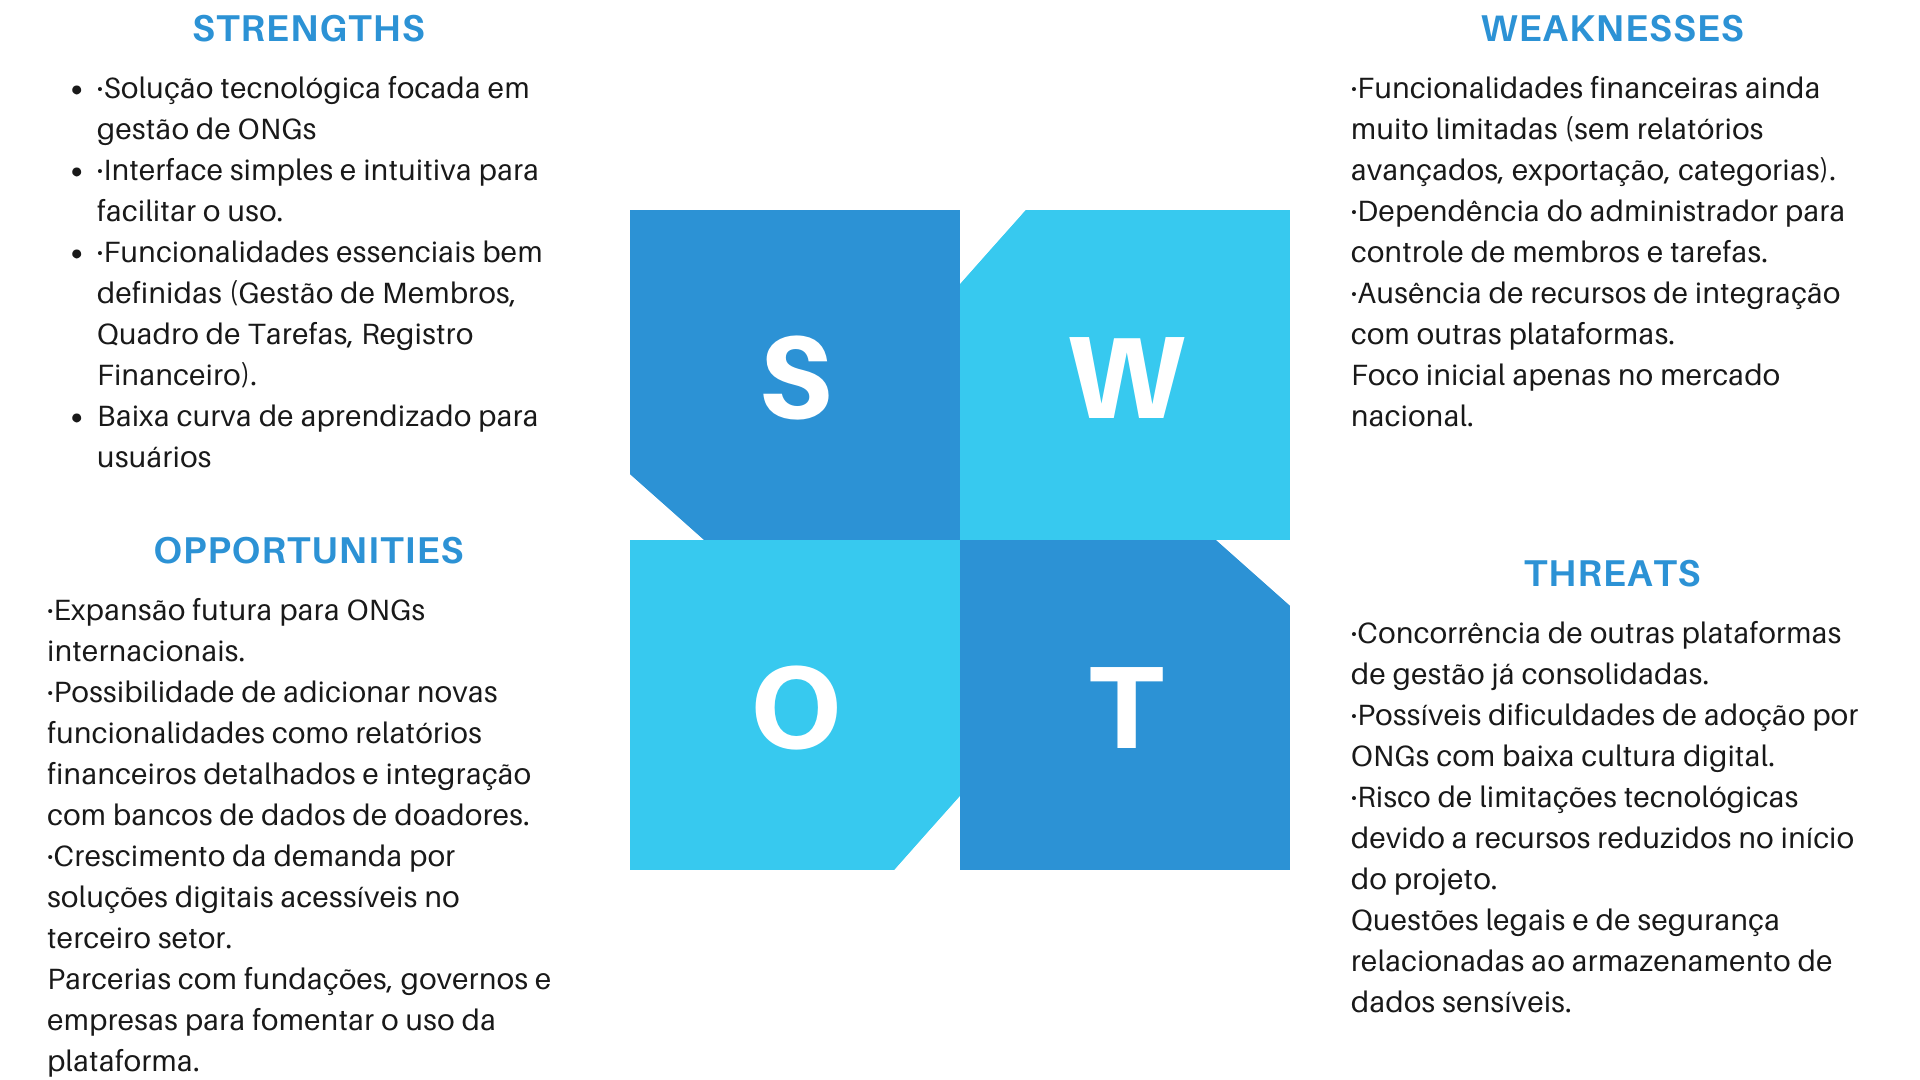 STRENGTHS
• ·Solução tecnológica focada em
gestão de ONGs
• ·Interface simples e intuitiva para
facilitar o uso.
• ·Funcionalidades essenciais bem
definidas (Gestão de Membros,
Quadro de Tarefas, Registro
Financeiro).
• Baixa curva de aprendizado para
usuários
WEAKNESSES
·Funcionalidades financeiras ainda
muito limitadas (sem relatórios
avançados, exportação, categorias).
·Dependência do administrador para
controle de membros e tarefas.
·Ausência de recursos de integração
com outras plataformas.
Foco inicial apenas no mercado
nacional.
S
W
O
T
OPPORTUNITIES
·Expansão futura para ONGs
internacionais.
·Possibilidade de adicionar novas
funcionalidades como relatórios
financeiros detalhados e integração
com bancos de dados de doadores.
·Crescimento da demanda por
soluções digitais acessíveis no
terceiro setor.
Parcerias com fundações, governos e
empresas para fomentar o uso da
plataforma.
THREATS
·Concorrência de outras plataformas
de gestão já consolidadas.
·Possíveis dificuldades de adoção por
ONGs com baixa cultura digital.
·Risco de limitações tecnológicas
devido a recursos reduzidos no início
do projeto.
Questões legais e de segurança
relacionadas ao armazenamento de
dados sensíveis.